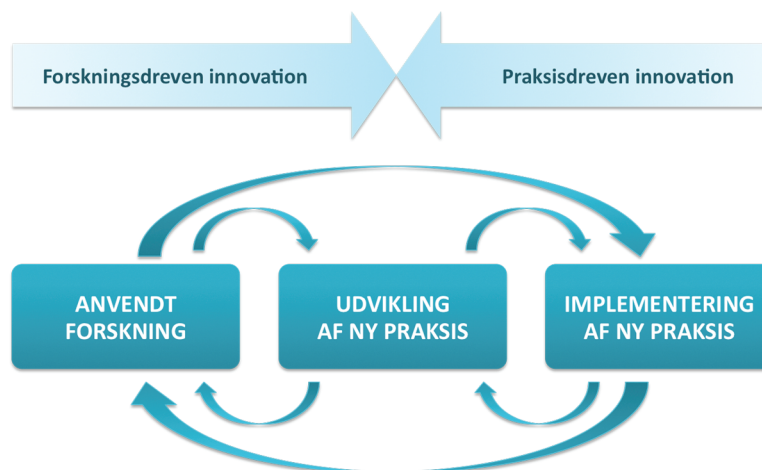 Forskningsdreven innovation
Praksisdreven innovation
ANVENDT
FORSKNING
UDVIKLING
AF NY PRAKSIS
IMPLEMENTERING
AF NY PRAKSIS